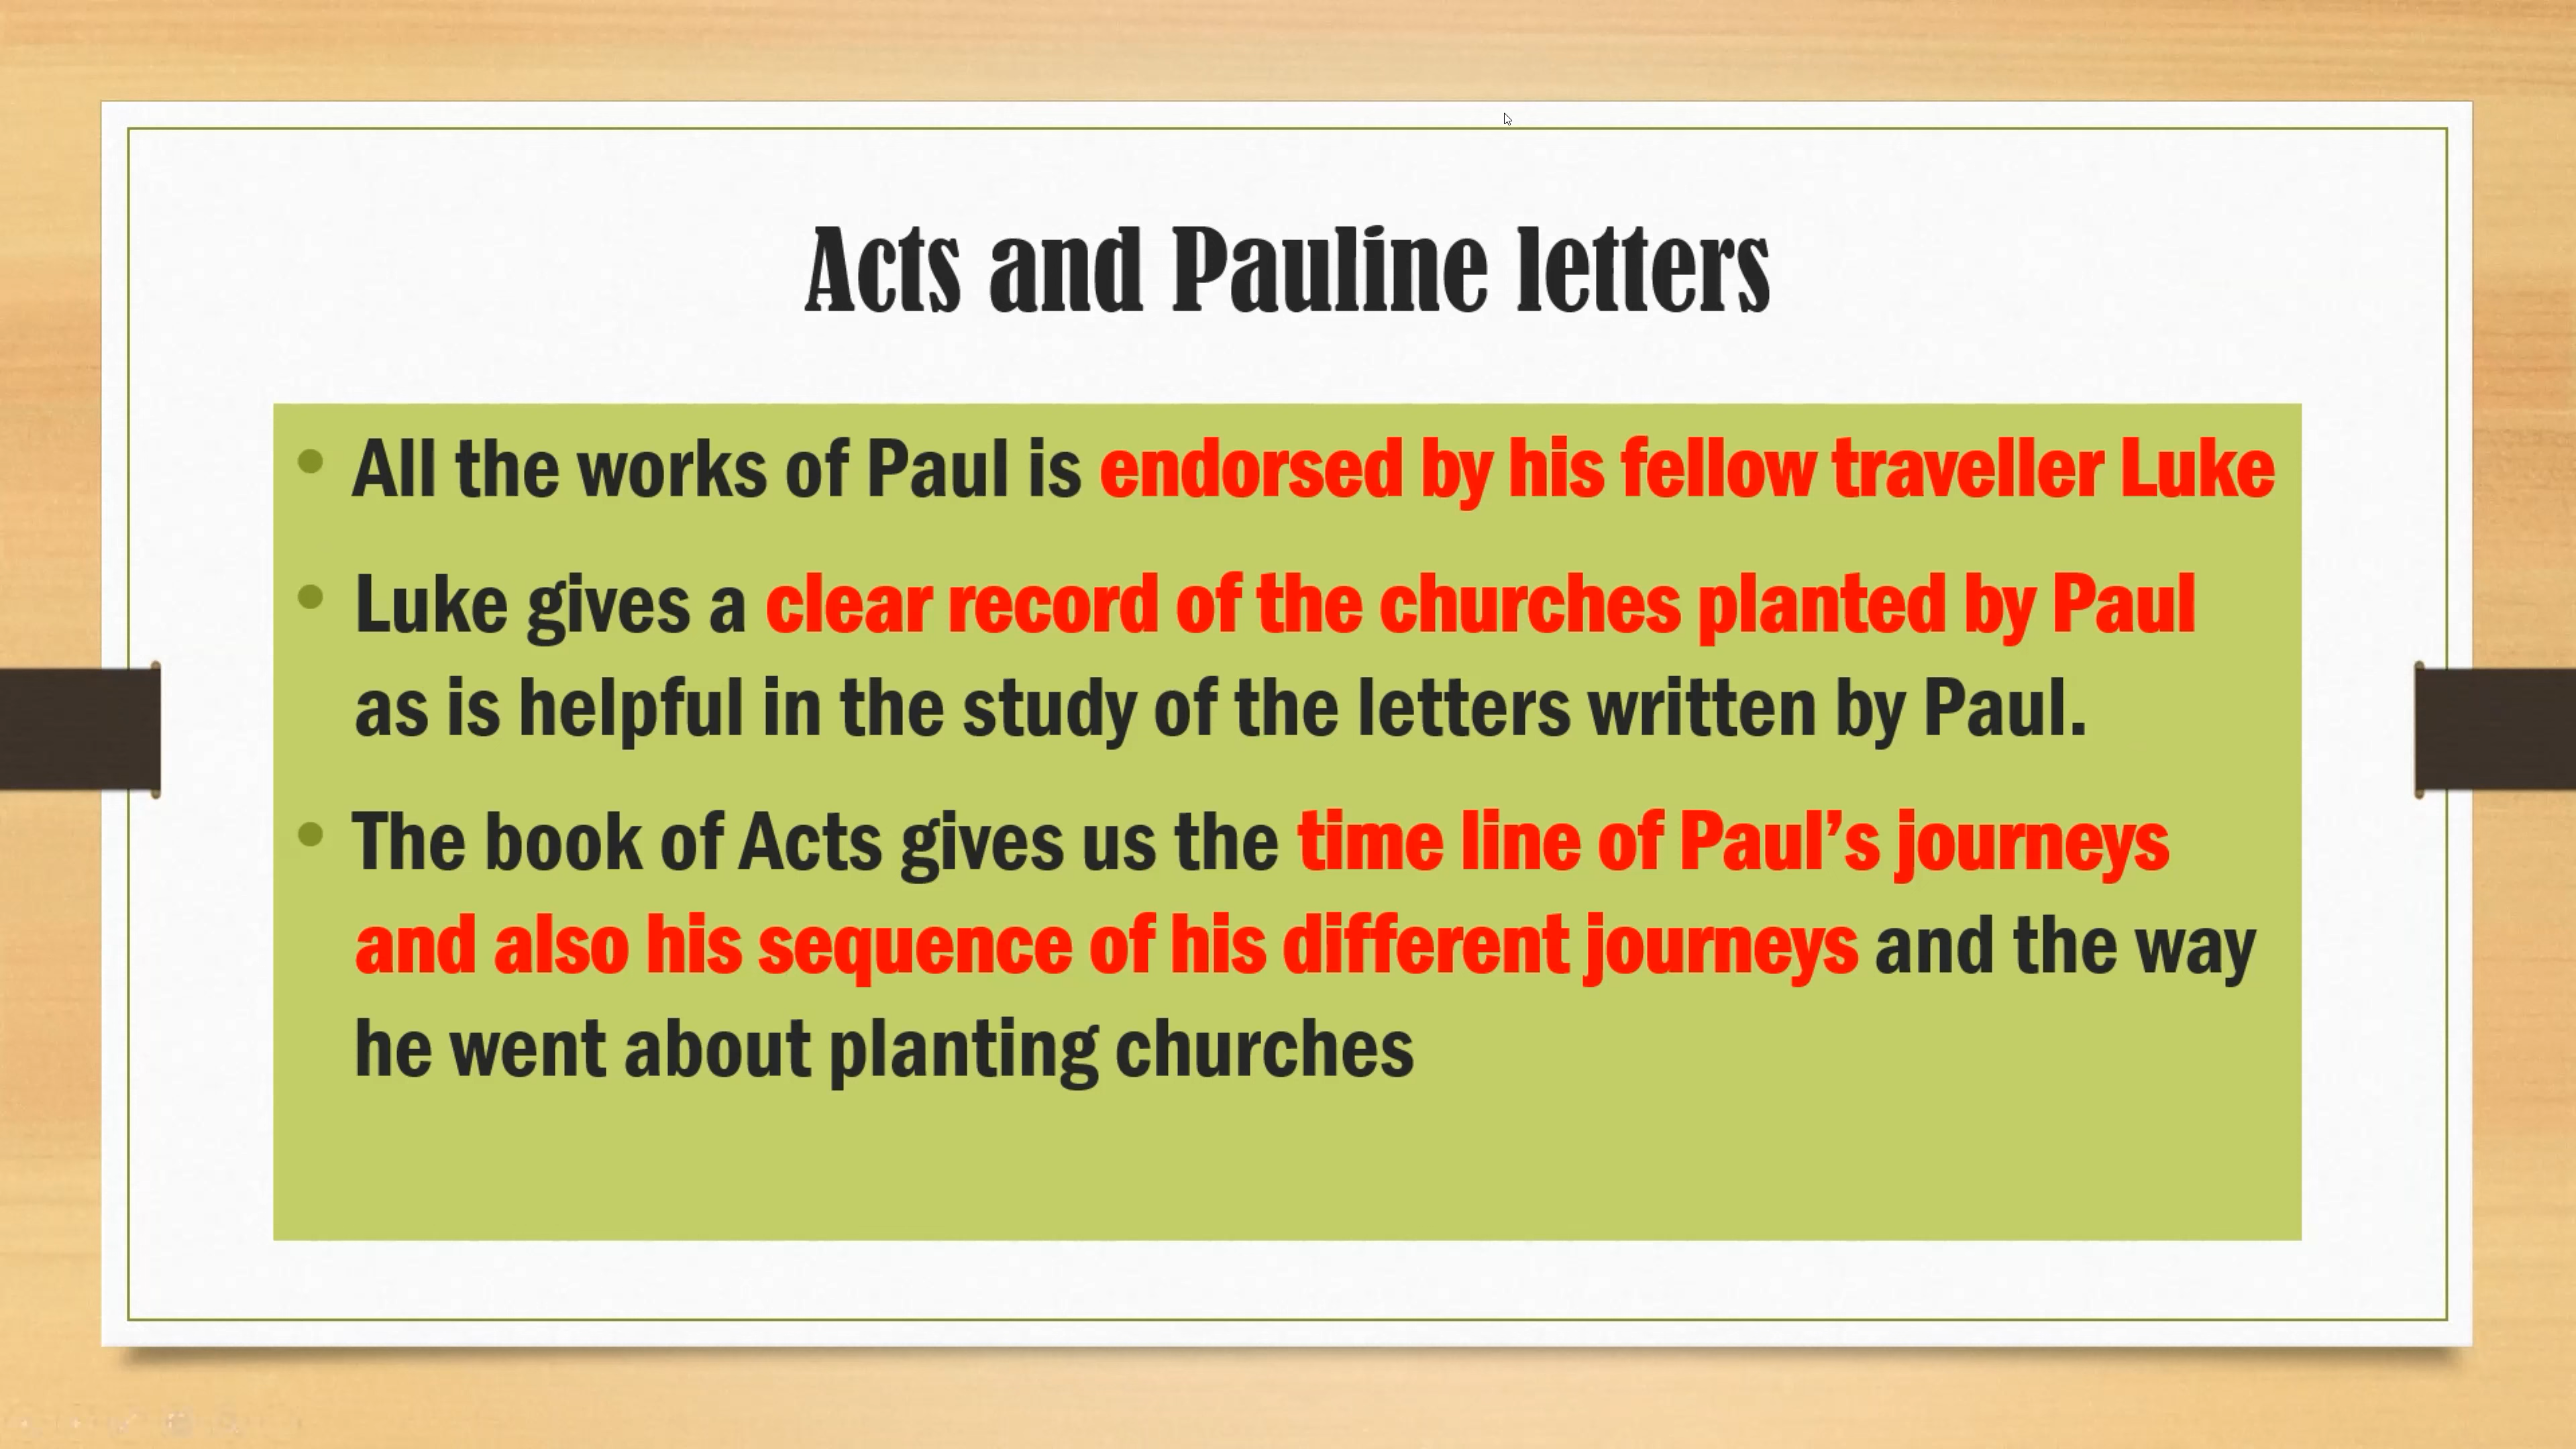 Acts and Pauline letters
• All the works of Paul is endorsed by his fellow traveller Luke
• Luke gives a clear record of the churches planted by Paul
as is helpful in the study of the letters written by Paul.
• The book of Acts gives us the time line of Paul’s journeys
and also his sequence of his different journeys and the way
he went about planting churches